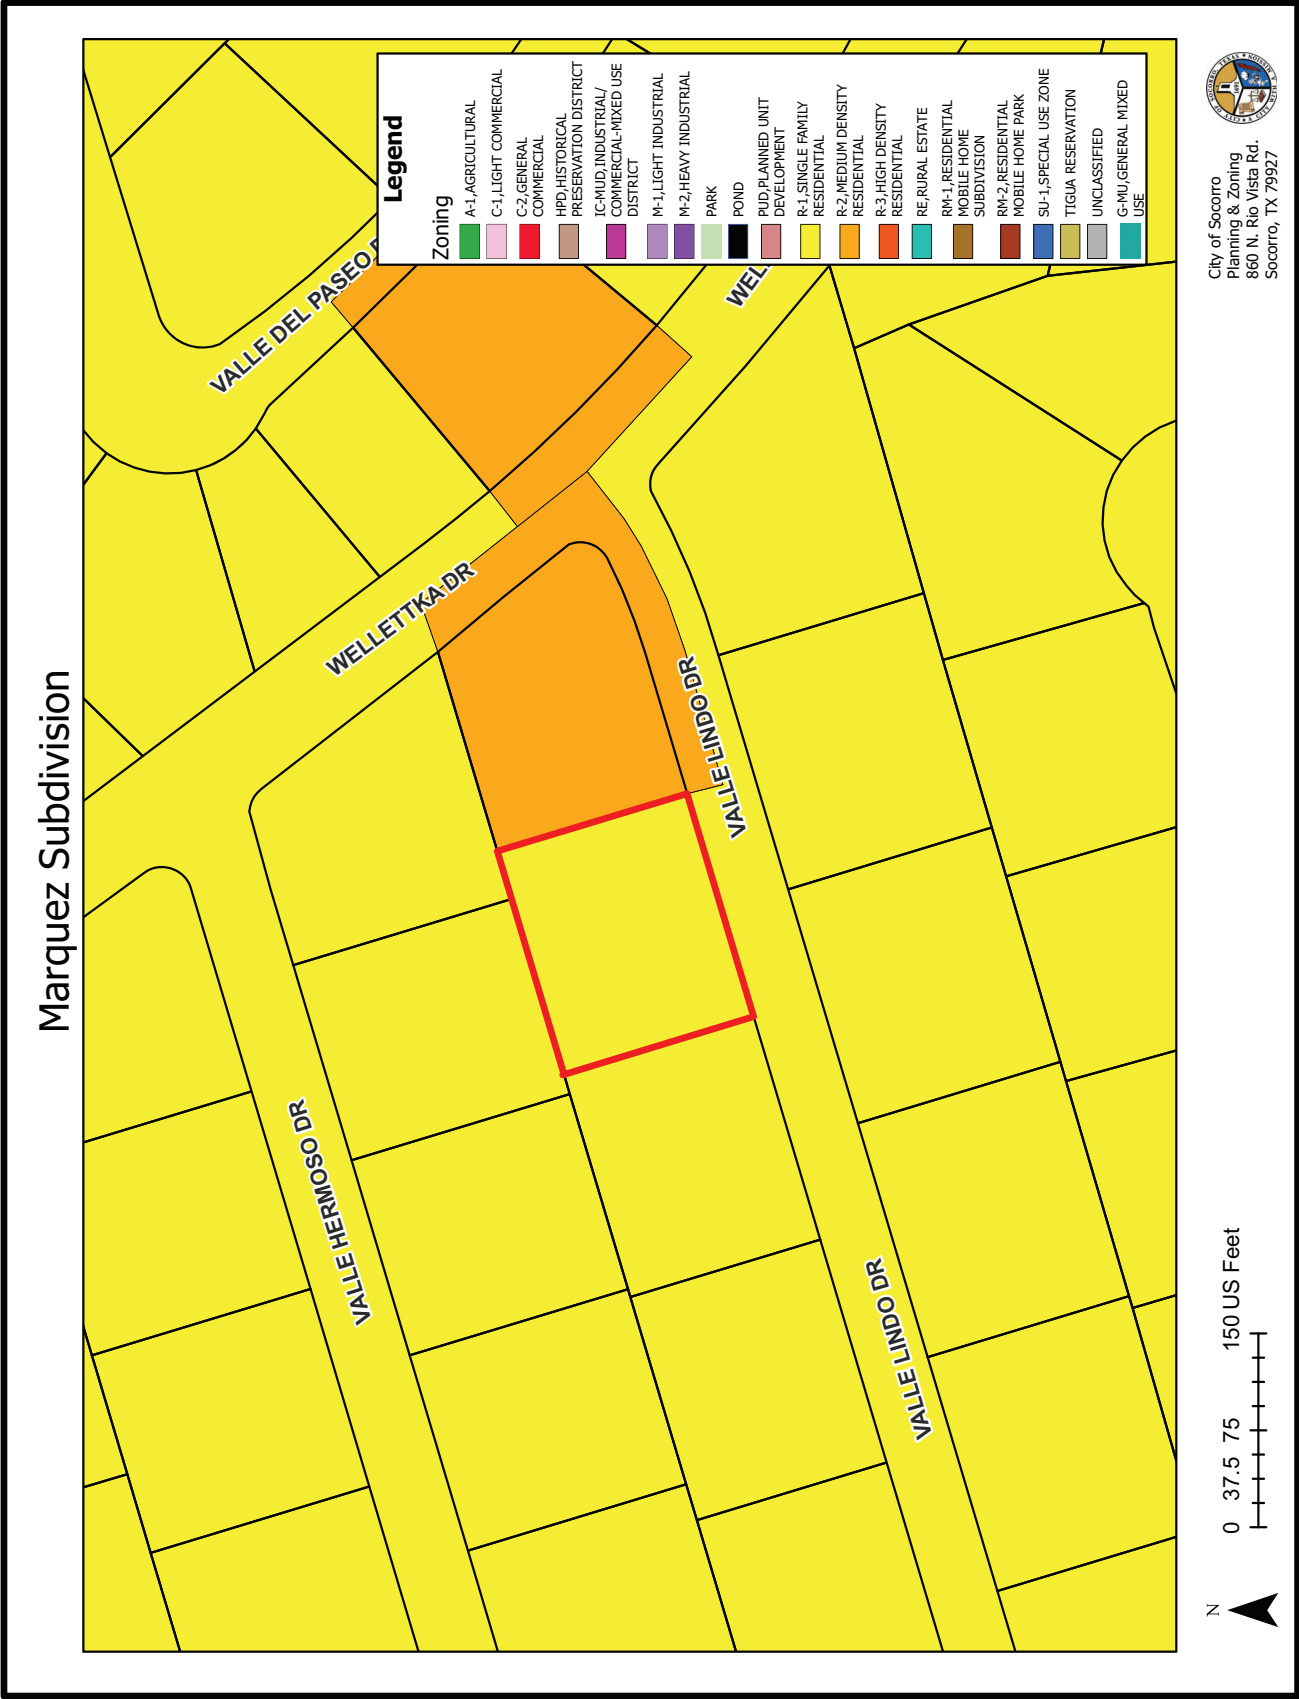 Marquez Subdivision
VALLE DEL PASEO
WELLETTKA DR
WEL
VALLE LINDO DR
VALLE HERMOSO DR
VALLE LINDO DR
Legend
Zoning
A-1,AGRICULTURAL
C-1,LIGHT COMMERCIAL
C-2,GENERAL
COMMERCIAL
HPD,HISTORICAL
PRESERVATION DISTRICT
IC-MUD,INDUSTRIAL/
COMMERCIAL-MIXED USE
DISTRICT
M-1,LIGHT INDUSTRIAL
M-2,HEAVY INDUSTRIAL
PARK
POND
PUD,PLANNED UNIT
DEVELOPMENT
R-1,SINGLE FAMILY
RESIDENTIAL
R-2,MEDIUM DENSITY
RESIDENTIAL
R-3,HIGH DENSITY
RESIDENTIAL
RE,RURAL ESTATE
RM-1,RESIDENTIAL
MOBILE HOME
SUBDIVISION
RM-2,RESIDENTIAL
MOBILE HOME PARK
SU-1,SPECIAL USE ZONE
TIGUA RESERVATION
UNCLASSIFIED
G-MU,GENERAL MIXED
USE
N
0 37.5 75 150 US Feet
City of Socorro
Planning & Zoning
860 N. Rio Vista Rd.
Socorro, TX 79927